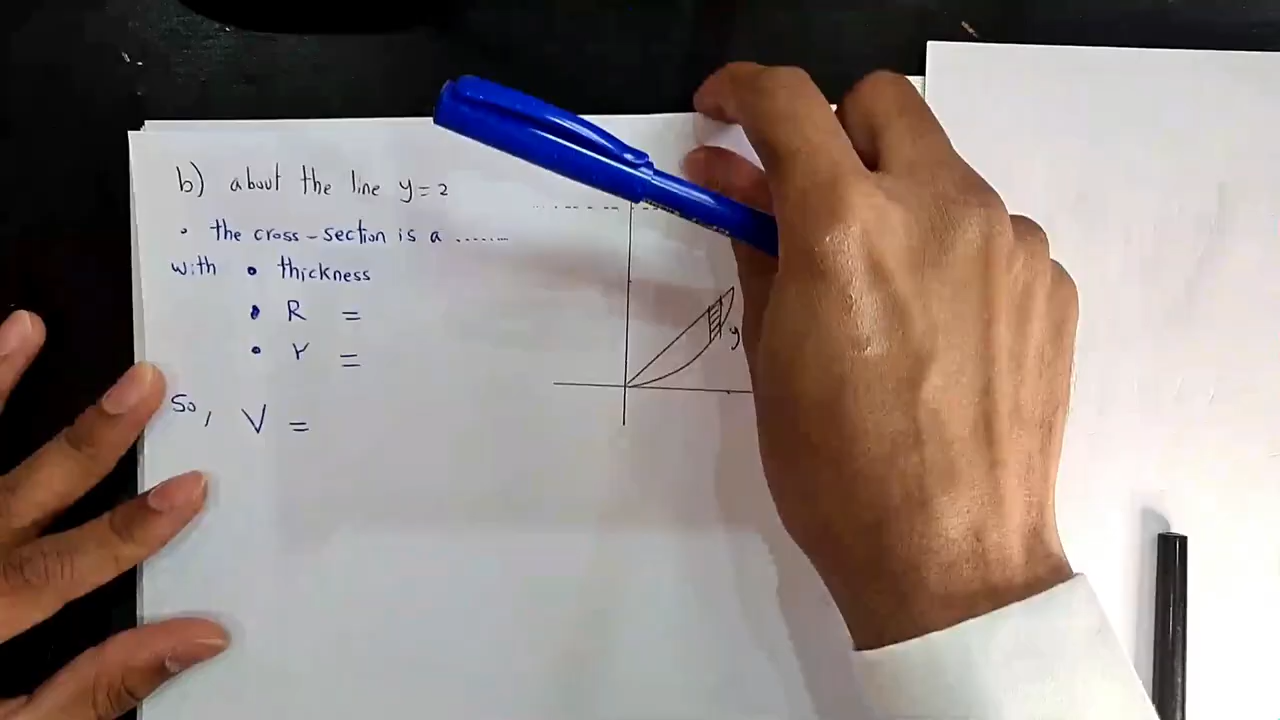 b) about the line y = 2
• the cross-section is a ........
with • thickness
• R =
• r =
So, V =
y